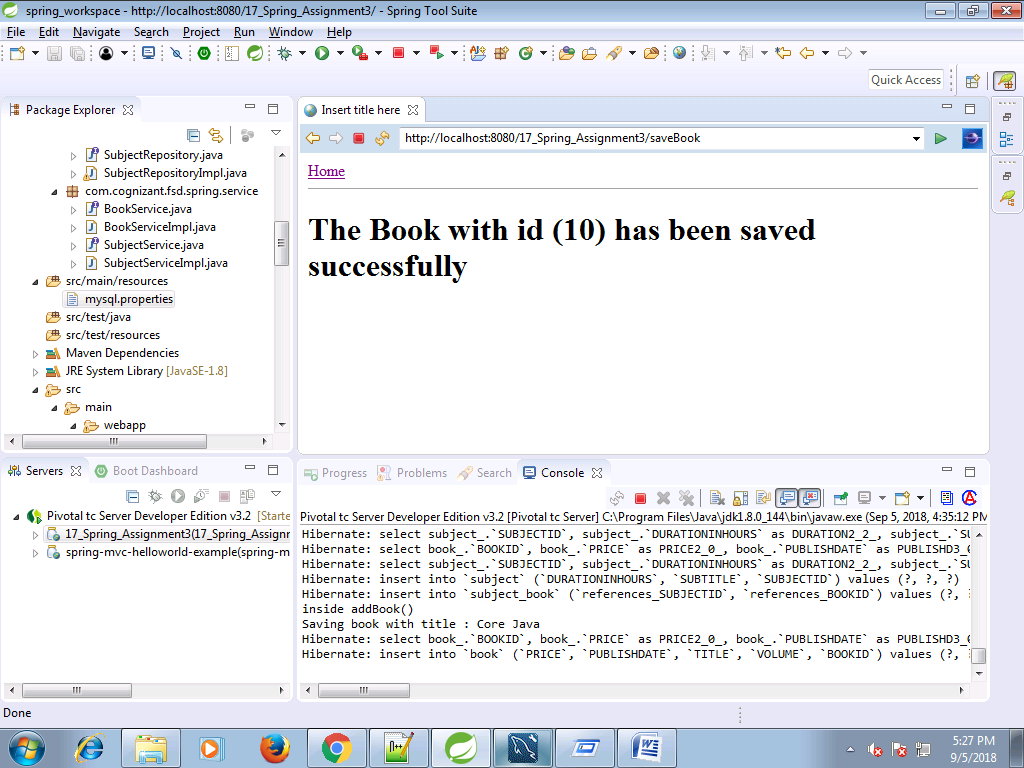 spring_workspace - http://localhost:8080/17_Spring_Assignment3/ - Spring Tool Suite
File Edit Navigate Search Project Run Window Help
Quick Access
Package Explorer
SubjectRepository.java
SubjectRepositoryImpl.java
com.cognizant.fsd.spring.service
BookService.java
BookServiceImpl.java
SubjectService.java
SubjectServiceImpl.java
src/main/resources
mysql.properties
src/test/java
src/test/resources
Maven Dependencies
JRE System Library [JavaSE-1.8]
src
main
webapp
Insert title here
http://localhost:8080/17_Spring_Assignment3/saveBook
Home
The Book with id (10) has been saved
successfully
Servers Boot Dashboard
Pivotal tc Server Developer Edition v3.2 [Starte
17_Spring_Assignment3(17_Spring_Assignr
spring-mvc-helloworld-example(spring-m
Progress Problems Search Console
Pivotal tc Server Developer Edition v3.2 [Pivotal tc Server] C:\Program Files\Java\jdk1.8.0_144\bin\javaw.exe (Sep 5, 2018, 4:35:12 PM
Hibernate: select subject_.`SUBJECTID`, subject_.`DURATIONINHOURS` as DURATION2_2_, subject_.`SU
Hibernate: select book_.`BOOKID`, book_.`PRICE` as PRICE2_0_, book_.`PUBLISHDATE` as PUBLISHD3_0
Hibernate: select subject_.`SUBJECTID`, subject_.`DURATIONINHOURS` as DURATION2_2_, subject_.`SU
Hibernate: insert into `subject` (`DURATIONINHOURS`, `SUBTITLE`, `SUBJECTID`) values (?, ?, ?)
Hibernate: insert into `subject_book` (`references_SUBJECTID`, `references_BOOKID`) values (?, ?
inside addBook()
Saving book with title : Core Java
Hibernate: select book_.`BOOKID`, book_.`PRICE` as PRICE2_0_, book_.`PUBLISHDATE` as PUBLISHD3_0
Hibernate: insert into `book` (`PRICE`, `PUBLISHDATE`, `TITLE`, `VOLUME`, `BOOKID`) values (?, ?
Done
5:27 PM
9/5/2018